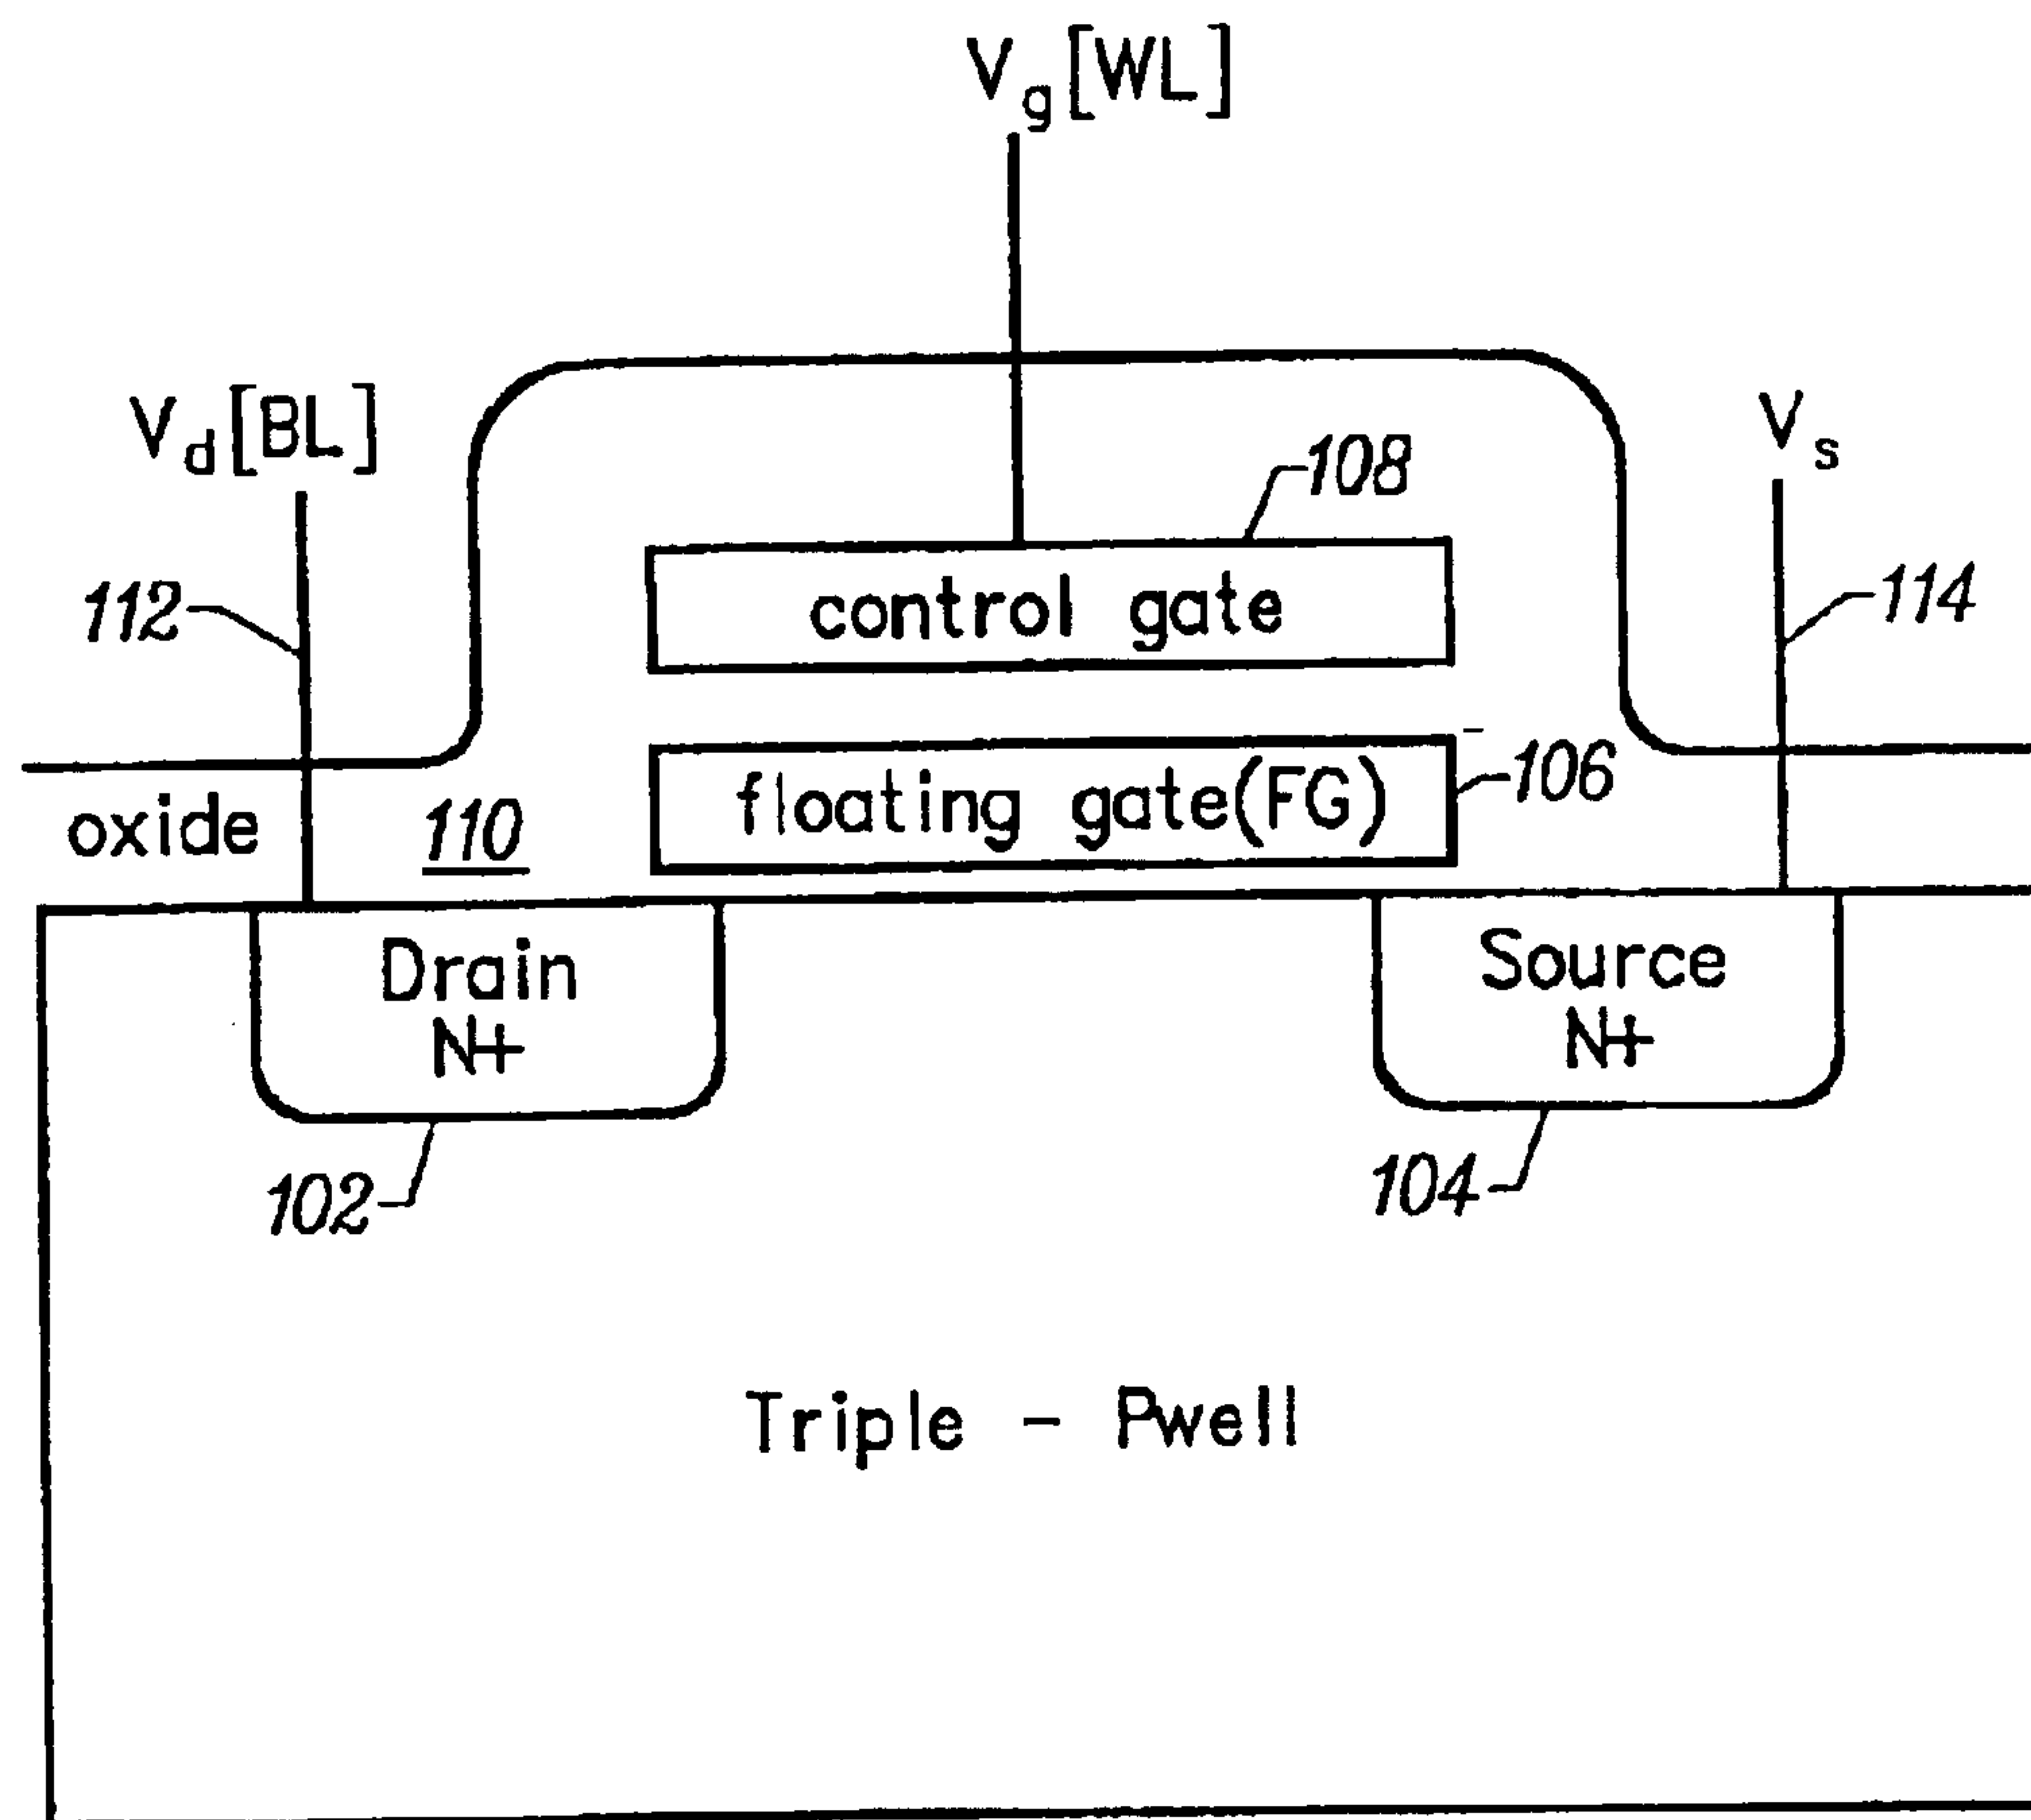 Vg[WL]
Vd[BL]
Vs
108
112
control gate
114
floating gate(FG)
106
oxide
110
Drain
N+
Source
N+
102
104
Triple - Pwell